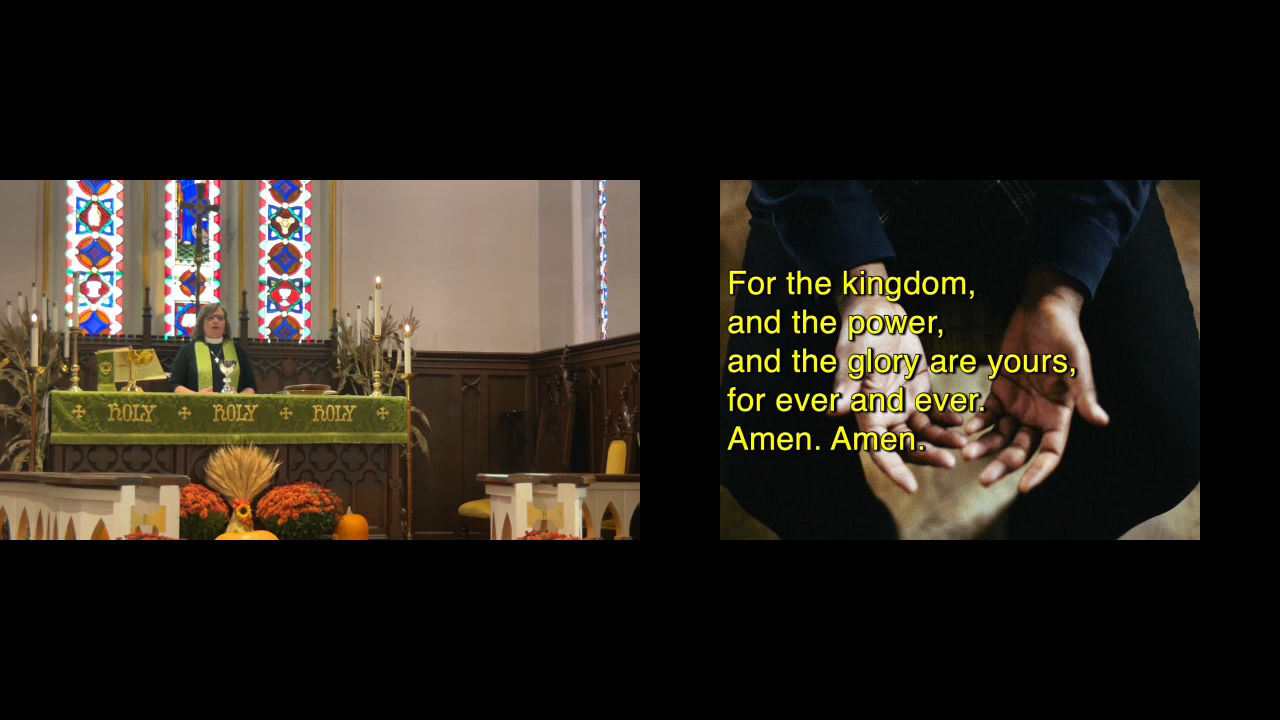 HOLY HOLY HOLY
For the kingdom,
and the power,
and the glory are yours,
for ever and ever.
Amen. Amen.